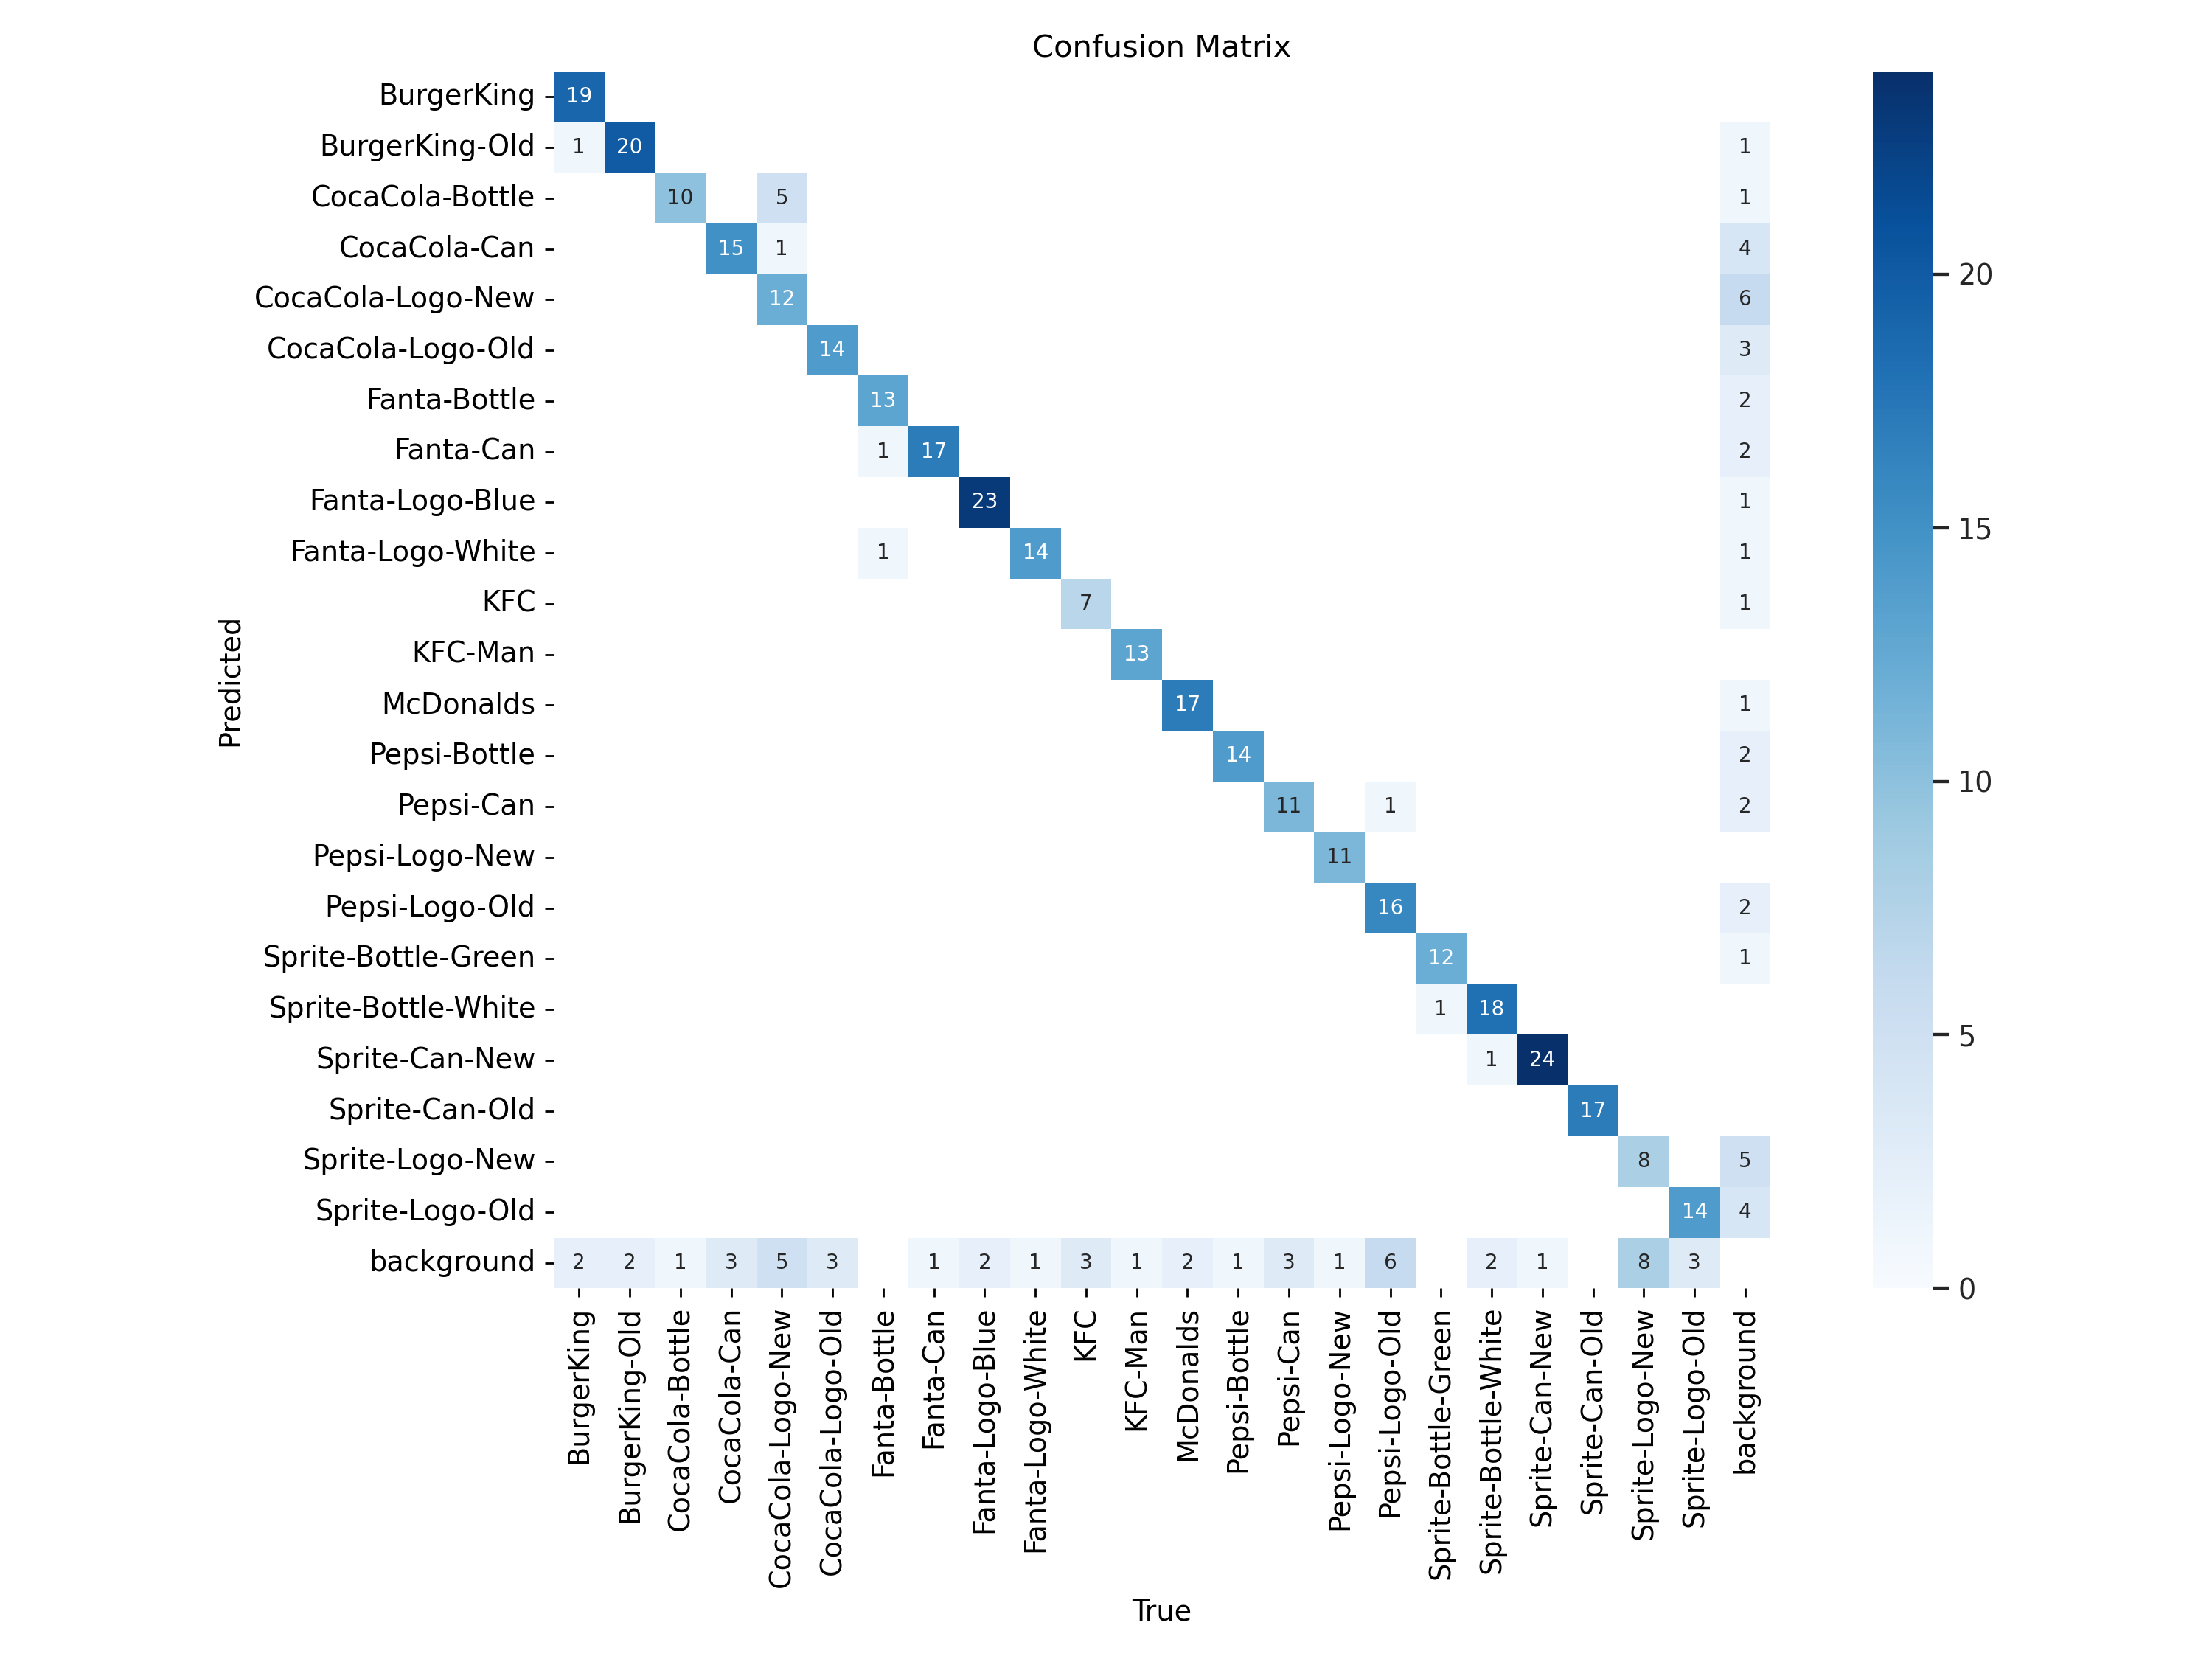 Confusion Matrix
BurgerKing 19
BurgerKing-Old 1 20 1
CocaCola-Bottle 10 5 1
CocaCola-Can 15 1 4
CocaCola-Logo-New 12 6
CocaCola-Logo-Old 14 3
Fanta-Bottle 13 2
Fanta-Can 1 17 2
Fanta-Logo-Blue 23 1
Fanta-Logo-White 1 14 1
KFC 7 1
KFC-Man 13
McDonalds 17 1
Pepsi-Bottle 14 2
Pepsi-Can 11 1 2
Pepsi-Logo-New 11
Pepsi-Logo-Old 16 2
Sprite-Bottle-Green 12 1
Sprite-Bottle-White 1 18
Sprite-Can-New 1 24
Sprite-Can-Old 17
Sprite-Logo-New 8 5
Sprite-Logo-Old 14 4
background 2 2 1 3 5 3 1 2 1 3 1 2 1 3 1 6 2 1 8 3
Predicted
BurgerKing
BurgerKing-Old
CocaCola-Bottle
CocaCola-Can
CocaCola-Logo-New
CocaCola-Logo-Old
Fanta-Bottle
Fanta-Can
Fanta-Logo-Blue
Fanta-Logo-White
KFC
KFC-Man
McDonalds
Pepsi-Bottle
Pepsi-Can
Pepsi-Logo-New
Pepsi-Logo-Old
Sprite-Bottle-Green
Sprite-Bottle-White
Sprite-Can-New
Sprite-Can-Old
Sprite-Logo-New
Sprite-Logo-Old
background
True
20
15
10
5
0